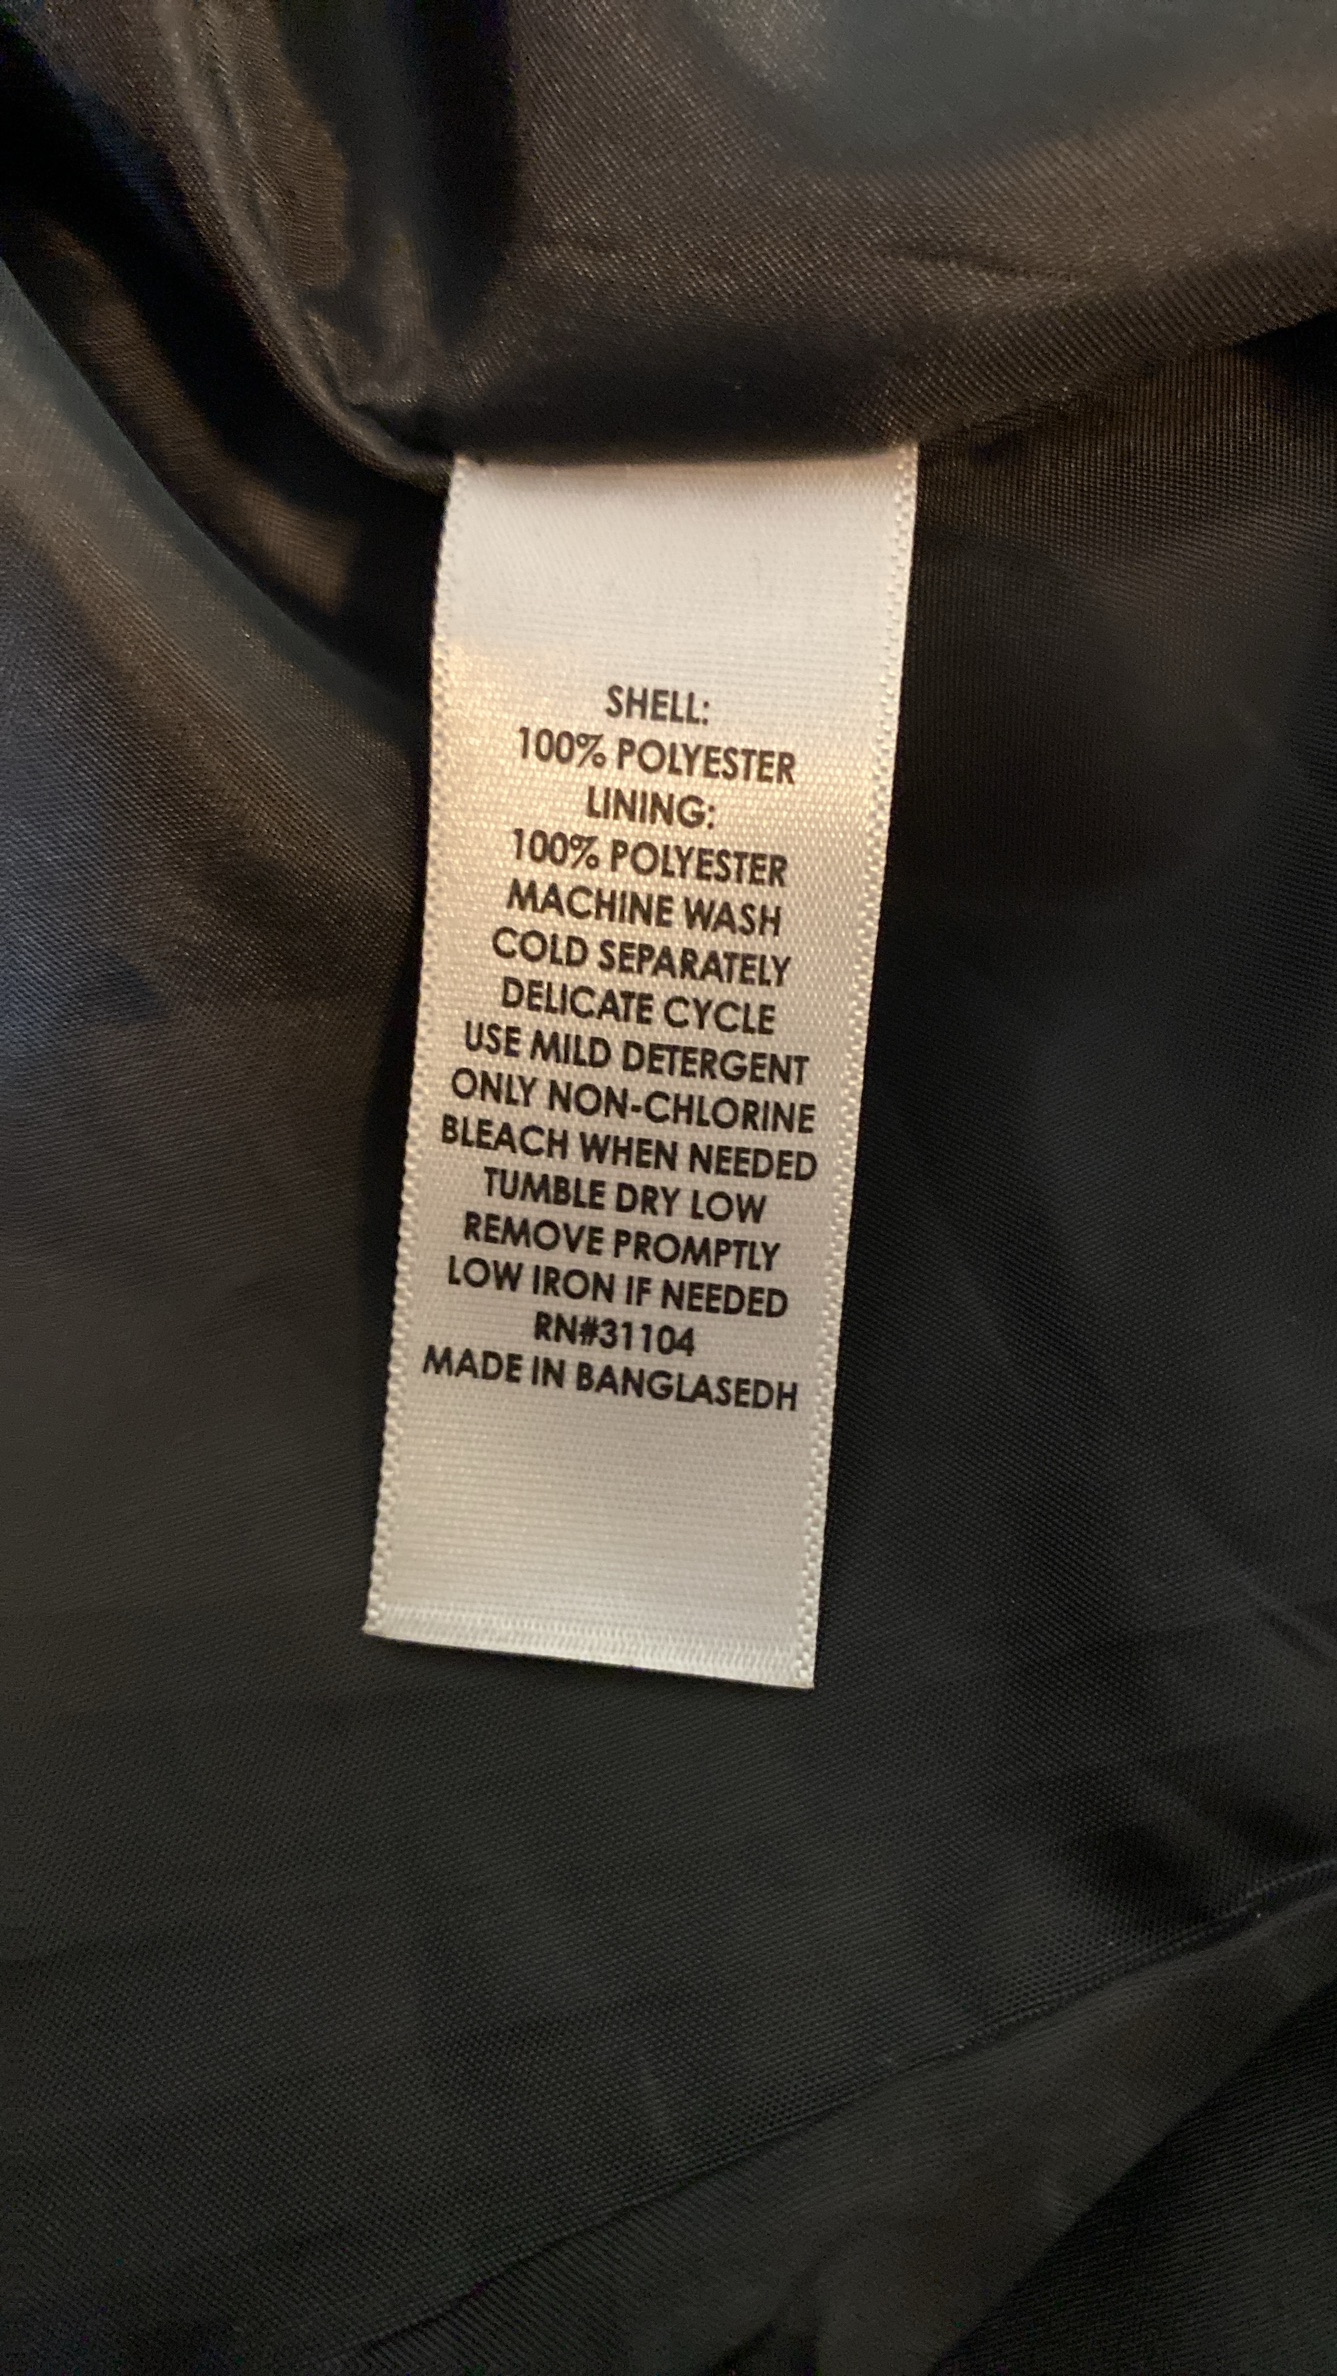 SHELL:
100% POLYESTER
LINING:
100% POLYESTER
MACHINE WASH
COLD SEPARATELY
DELICATE CYCLE
USE MILD DETERGENT
ONLY NON-CHLORINE
BLEACH WHEN NEEDED
TUMBLE DRY LOW
REMOVE PROMPTLY
LOW IRON IF NEEDED
RN#31104
MADE IN BANGLASEDH